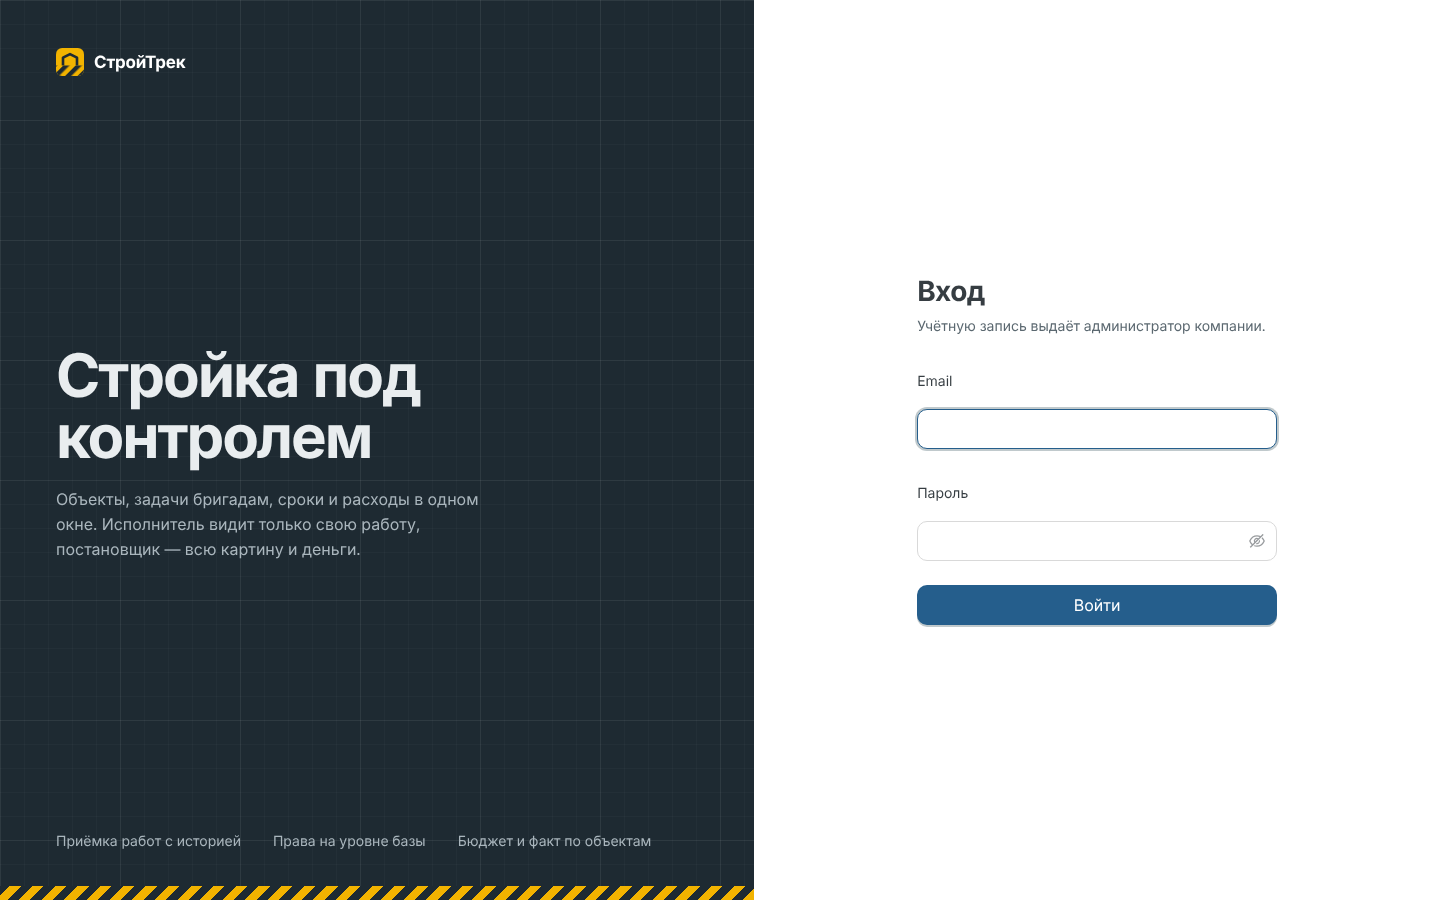 СтройТрек
Стройка под
контролем
Объекты, задачи бригадам, сроки и расходы в одном
окне. Исполнитель видит только свою работу,
постановщик — всю картину и деньги.
Приёмка работ с историей
Права на уровне базы
Бюджет и факт по объектам
Вход
Учётную запись выдаёт администратор компании.
Email
Пароль
Войти